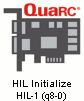 QUARC
HIL Initialize
HIL-1 (q8-0)